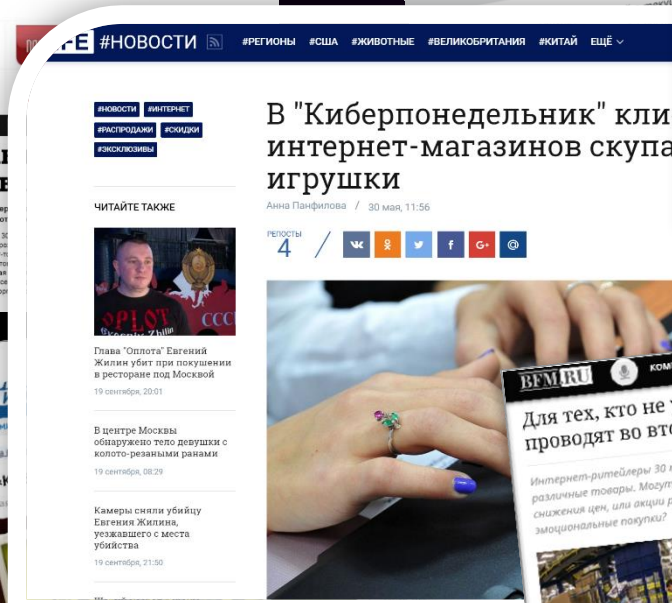 #НОВОСТИ
#РЕГИОНЫ #США #ЖИВОТНЫЕ #ВЕЛИКОБРИТАНИЯ #КИТАЙ ЕЩЁ
#НОВОСТИ #ИНТЕРНЕТ
#РАСПРОДАЖИ #СКИДКИ
#ЭКСКЛЮЗИВЫ
В "Киберпонедельник" кли
интернет-магазинов скупа
игрушки
Анна Панфилова / 30 мая, 11:56
РЕПОСТЫ
4
G+ @
ЧИТАЙТЕ ТАКЖЕ
OPLOT
Zhilin
CCC
Глава "Оплота" Евгений
Жилин убит при покушении
в ресторане под Москвой
19 сентября, 20:01
В центре Москвы
обнаружено тело девушки с
колото-резаными ранами
19 сентября, 08:29
Камеры сняли убийцу
Евгения Жилина,
уезжавшего с места
убийства
19 сентября, 21:50
BFM.RU
Для тех, кто не
проводят во вто
Интернет-ритейлеры 30
различные товары. Могут
снижения цен, или акции
эмоциональные покупки?